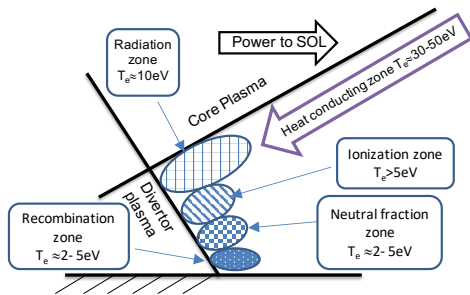 Radiation
zone
Tₑ≈10eV
Power to SOL
Heat conducting zone Tₑ≈30-50eV
Core Plasma
Ionization zone
Tₑ>5eV
Divertor
plasma
Recombination
zone
Tₑ ≈2- 5eV
Neutral fraction
zone
Tₑ ≈2- 5eV